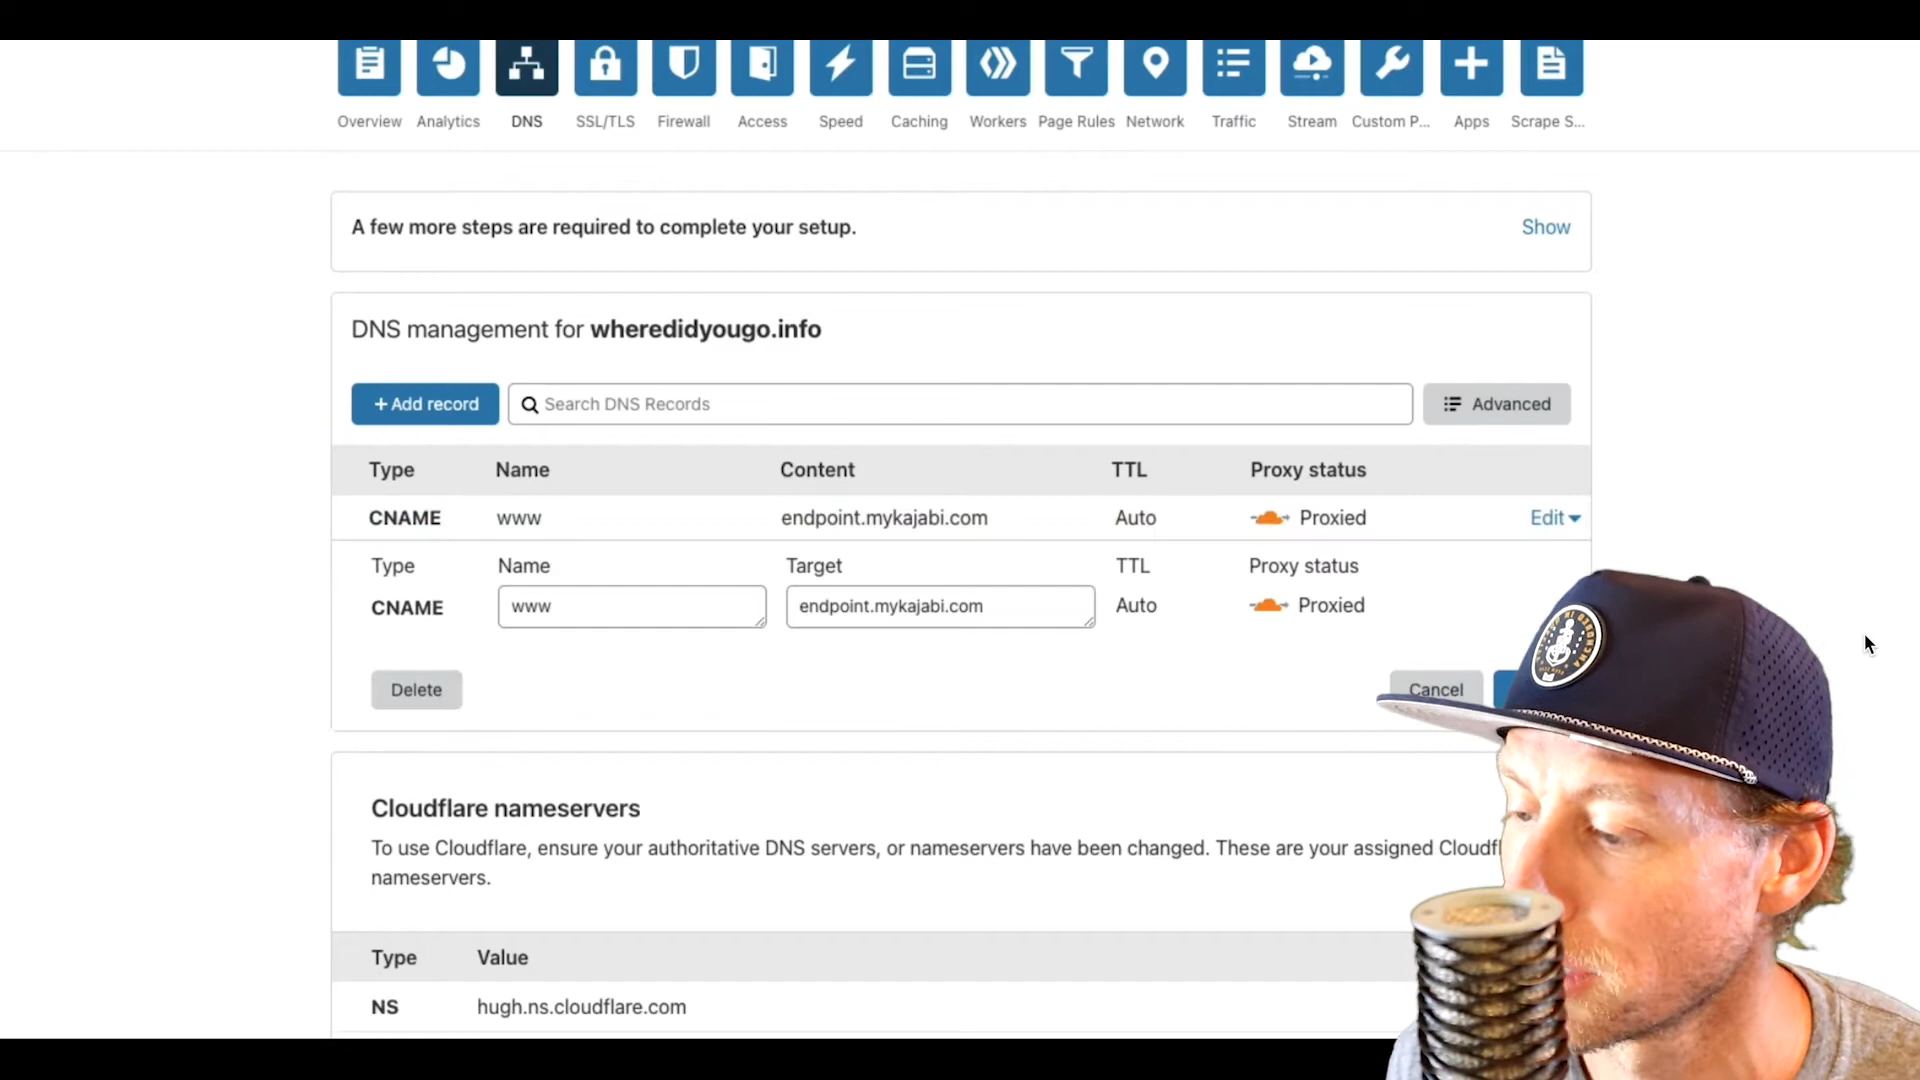 Overview Analytics DNS SSL/TLS Firewall Access Speed Caching Workers Page Rules Network Traffic Stream Custom P... Apps Scrape S...
A few more steps are required to complete your setup. Show
DNS management for wheredidyougo.info
+ Add record Search DNS Records Advanced
Type Name Content TTL Proxy status
CNAME www endpoint.mykajabi.com Auto Proxied Edit
Type Name Target TTL Proxy status
CNAME www endpoint.mykajabi.com Auto Proxied
Delete Cancel
Cloudflare nameservers
To use Cloudflare, ensure your authoritative DNS servers, or nameservers have been changed. These are your assigned Cloudfl
nameservers.
Type Value
NS hugh.ns.cloudflare.com